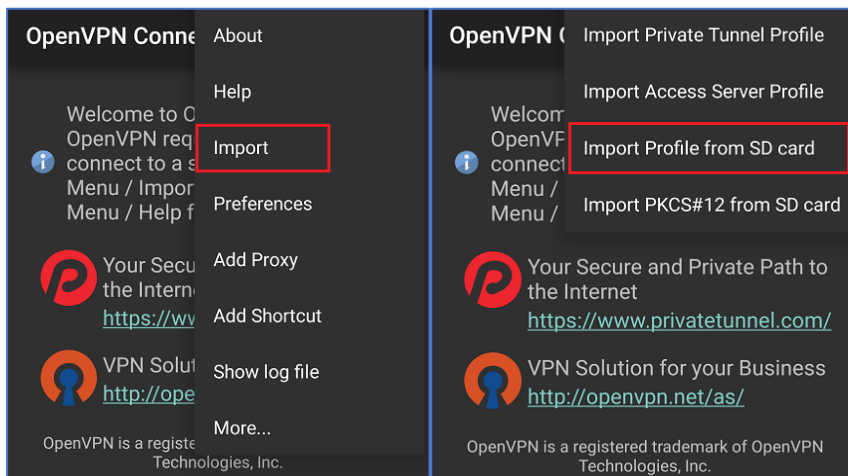 OpenVPN Conne
About
Help
Import
Preferences
Add Proxy
Add Shortcut
Show log file
More...
Welcome to O
OpenVPN req
connect to a s
Menu / Impor
Menu / Help f
Your Secu
the Intern
https://ww
VPN Solut
http://ope
OpenVPN is a registe
Technologies, Inc.
OpenVPN (
Import Private Tunnel Profile
Import Access Server Profile
Import Profile from SD card
Import PKCS#12 from SD card
Welcom
OpenVP
connect
Menu /
Menu /
Your Secure and Private Path to
the Internet
https://www.privatetunnel.com/
VPN Solution for your Business
http://openvpn.net/as/
OpenVPN is a registered trademark of OpenVPN
Technologies, Inc.